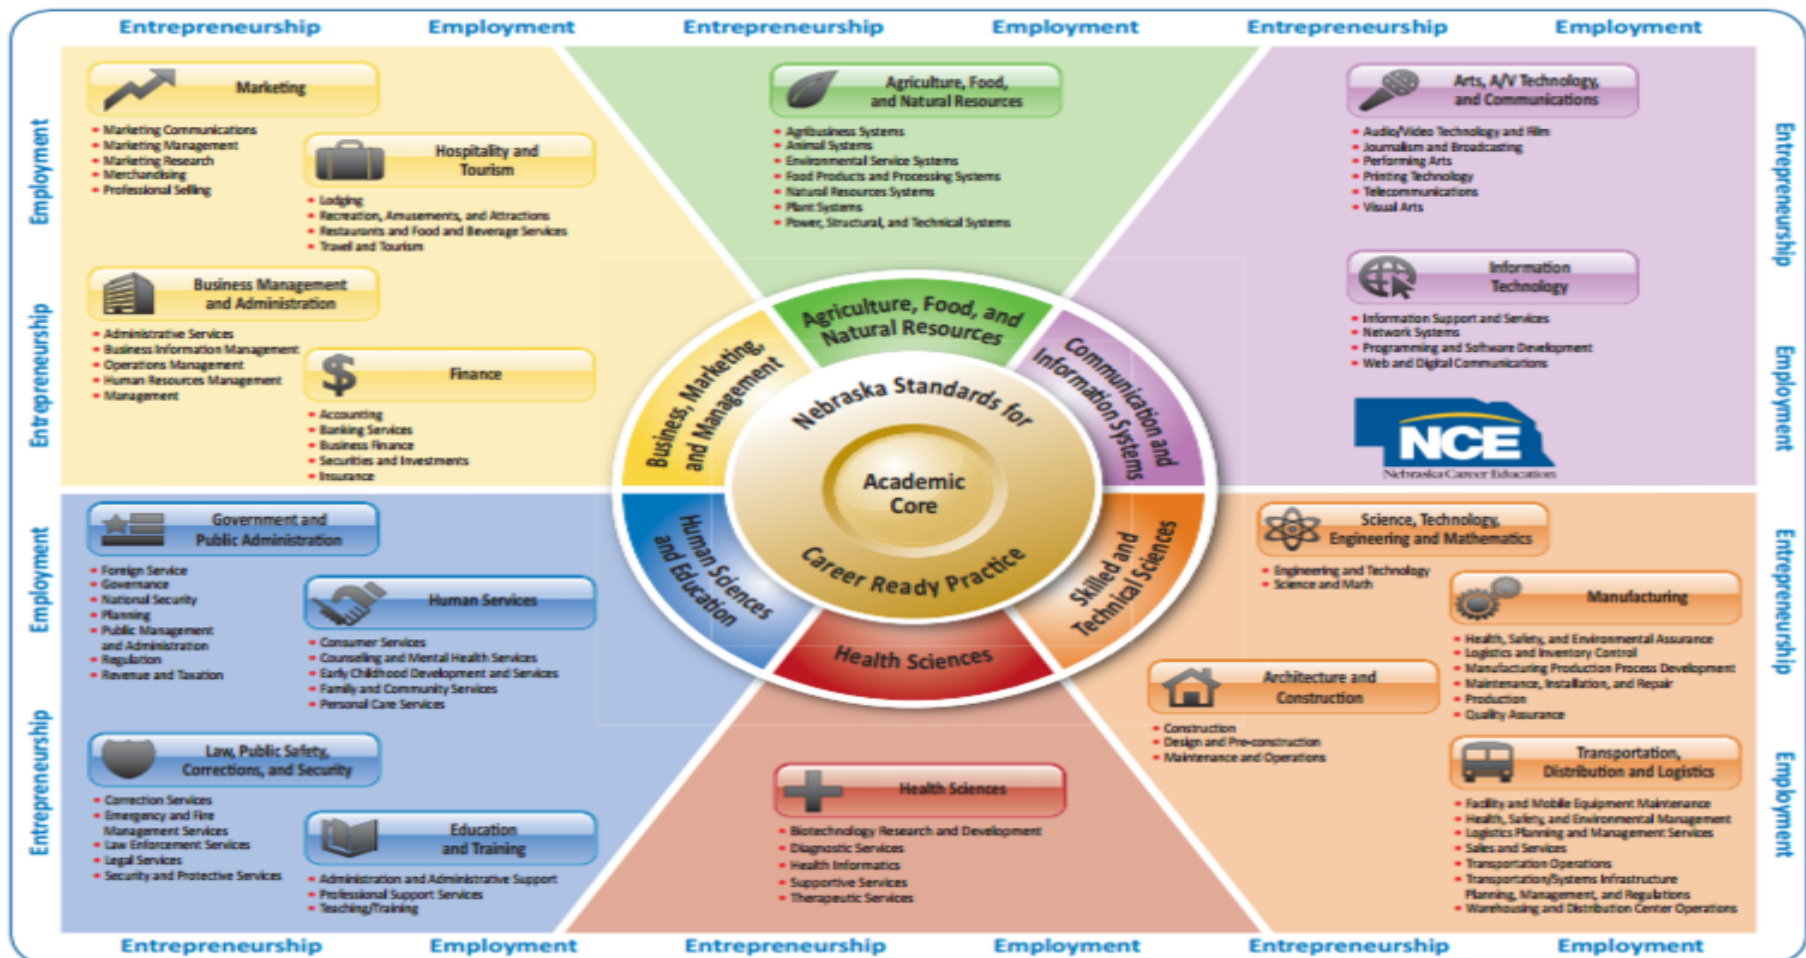 Entrepreneurship Employment Entrepreneurship Employment Entrepreneurship Employment
Employment
Entrepreneurship
Employment
Entrepreneurship
Marketing
• Marketing Communications
• Marketing Management
• Marketing Research
• Merchandising
• Professional Selling
Hospitality and
Tourism
• Lodging
• Recreation, Amusements, and Attractions
• Restaurants and Food and Beverage Services
• Travel and Tourism
Business Management
and Administration
• Administrative Services
• Business Information Management
• Operations Management
• Human Resources Management
• Management
Finance
• Accounting
• Banking Services
• Business Finance
• Securities and Investments
• Insurance
Agriculture, Food,
and Natural Resources
• Agribusiness Systems
• Animal Systems
• Environmental Service Systems
• Food Products and Processing Systems
• Natural Resources Systems
• Plant Systems
• Power, Structural, and Technical Systems
Arts, A/V Technology,
and Communications
• Audio/Video Technology and Film
• Journalism and Broadcasting
• Performing Arts
• Printing Technology
• Telecommunications
• Visual Arts
Information
Technology
• Information Support and Services
• Network Systems
• Programming and Software Development
• Web and Digital Communications
NCE
Nebraska Career Education
Business, Marketing,
and Management
Agriculture, Food, and
Natural Resources
Communication and
Information Systems
Nebraska Standards for
Academic
Core
Career Ready Practice
Human Sciences
and Education
Health Sciences
Skilled and
Technical Sciences
Government and
Public Administration
• Foreign Service
• Governance
• National Security
• Planning
• Public Management
and Administration
• Regulation
• Revenue and Taxation
Human Services
• Consumer Services
• Counseling and Mental Health Services
• Early Childhood Development and Services
• Family and Community Services
• Personal Care Services
Law, Public Safety,
Corrections, and Security
• Correction Services
• Emergency and Fire
Management Services
• Law Enforcement Services
• Legal Services
• Security and Protective Services
Education
and Training
• Administration and Administrative Support
• Professional Support Services
• Teaching/Training
Health Sciences
• Biotechnology Research and Development
• Diagnostic Services
• Health Informatics
• Supportive Services
• Therapeutic Services
Science, Technology,
Engineering and Mathematics
• Engineering and Technology
• Science and Math
Manufacturing
• Health, Safety, and Environmental Assurance
• Logistics and Inventory Control
• Manufacturing Production Process Development
• Maintenance, Installation, and Repair
• Production
• Quality Assurance
Architecture and
Construction
• Construction
• Design and Pre-construction
• Maintenance and Operations
Transportation,
Distribution and Logistics
• Facility and Mobile Equipment Maintenance
• Health, Safety, and Environmental Management
• Logistics Planning and Management Services
• Sales and Services
• Transportation Operations
• Transportation/Systems Infrastructure
Planning, Management, and Regulations
• Warehousing and Distribution Center Operations
Entrepreneurship
Employment
Entrepreneurship
Employment
Entrepreneurship Employment Entrepreneurship Employment Entrepreneurship Employment